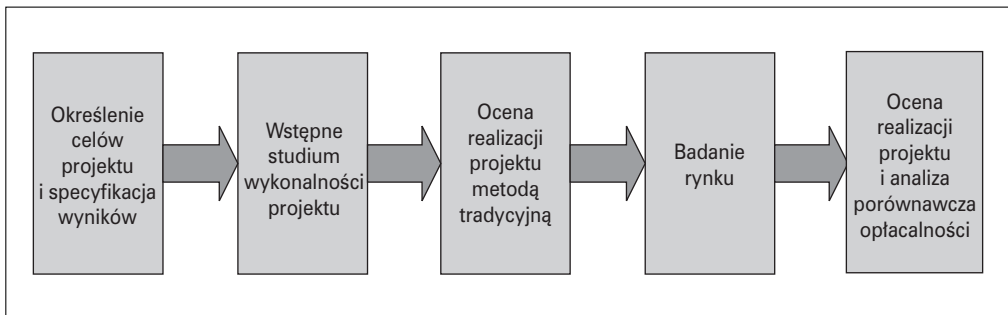 Określenie
celów
projektu
i specyfikacja
wyników
Wstępne
studium
wykonalności
projektu
Ocena
realizacji
projektu
metodą
tradycyjną
Badanie
rynku
Ocena
realizacji
projektu
i analiza
porównawcza
opłacalności